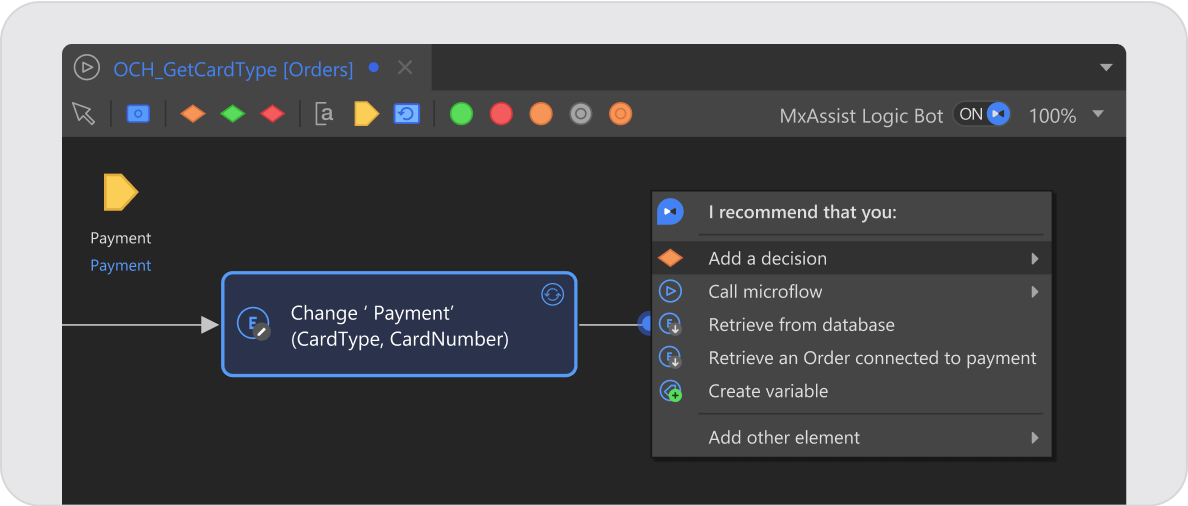 OCH_GetCardType [Orders]
[a
MxAssist Logic Bot ON 100%
Payment
Payment
E
Change ‘ Payment’
(CardType, CardNumber)
I recommend that you:
Add a decision
Call microflow
E Retrieve from database
E Retrieve an Order connected to payment
Create variable
Add other element